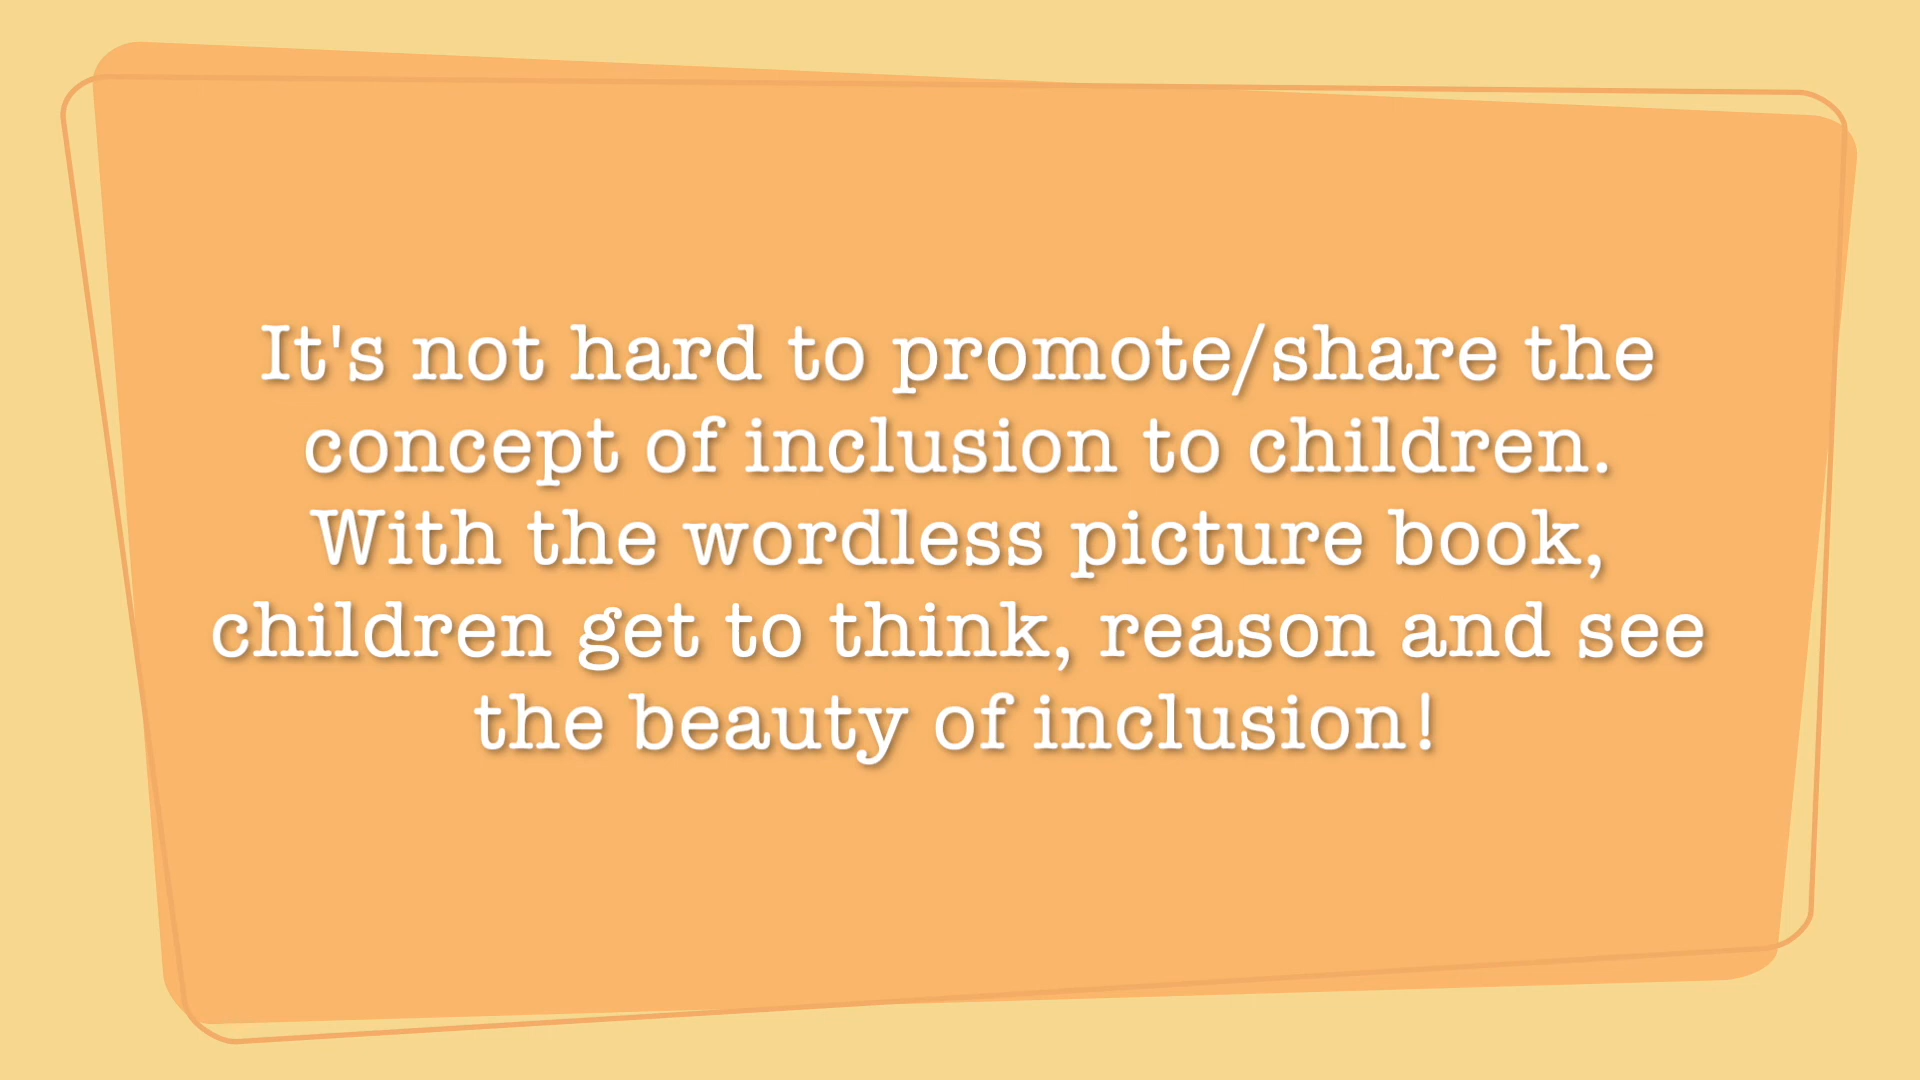 It's not hard to promote/share the
concept of inclusion to children.
With the wordless picture book,
children get to think, reason and see
the beauty of inclusion!